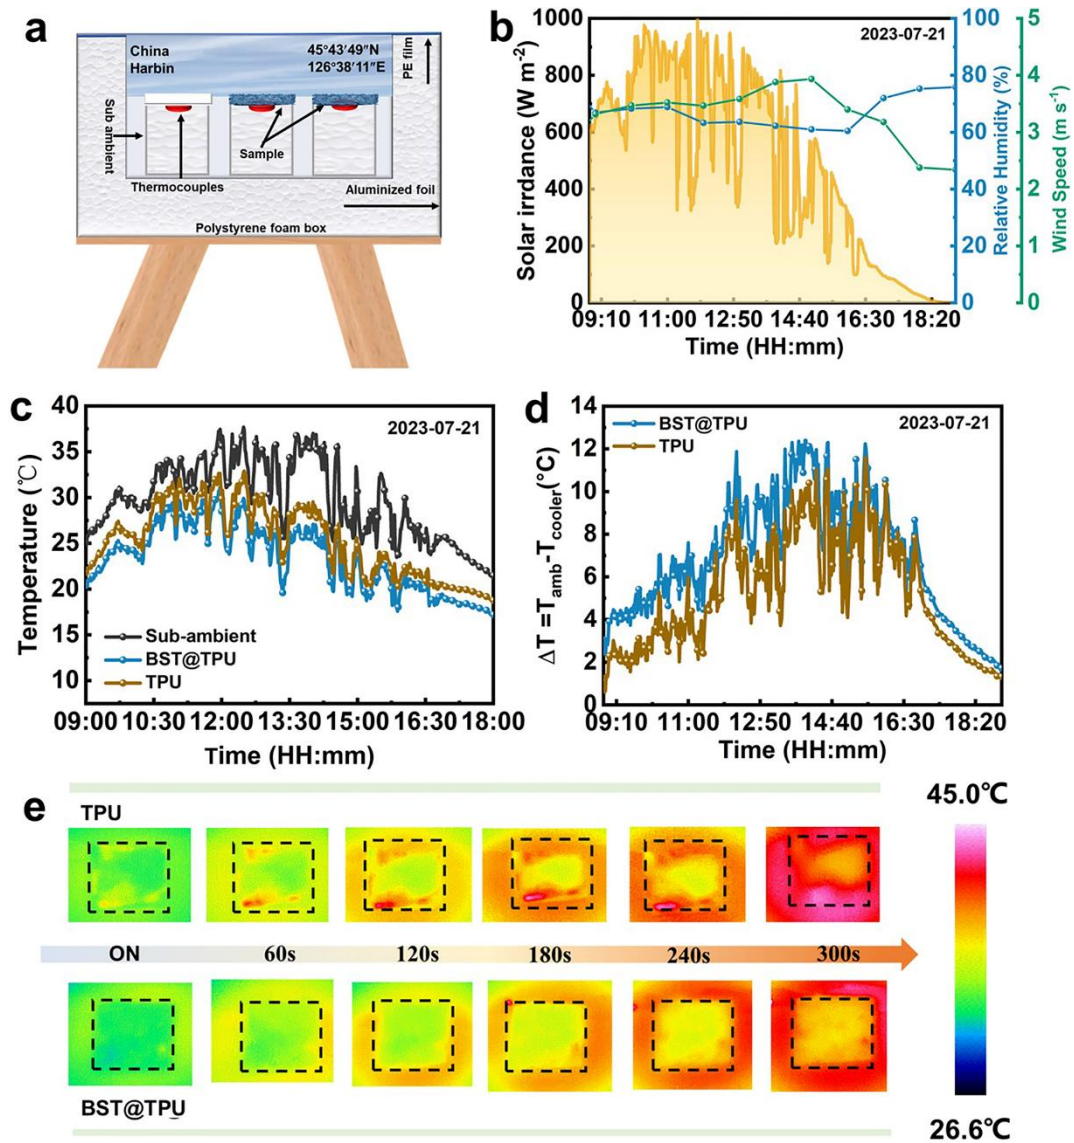 a
China
Harbin
45°43′49″N
126°38′11″E
PE film
Sub ambient
Sample
Thermocouples
Aluminized foil
Polystyrene foam box
b
2023-07-21
Solar irrdance (W m-2)
1000
800
600
400
200
0
09:10 11:00 12:50 14:40 16:30 18:20
Time (HH:mm)
100
80
60
40
20
0
Relative Humidity (%)
5
4
3
2
1
0
Wind Speed (m s-1)
c
2023-07-21
Temperature (℃)
40
35
30
25
20
15
10
Sub-ambient
BST@TPU
TPU
09:00 10:30 12:00 13:30 15:00 16:30 18:00
Time (HH:mm)
d
BST@TPU
TPU
2023-07-21
ΔT =Tamb-Tcooler(°C)
14
12
10
8
6
4
2
0
09:10 11:00 12:50 14:40 16:30 18:20
Time (HH:mm)
e
TPU
ON 60s 120s 180s 240s 300s
BST@TPU
45.0℃
26.6℃